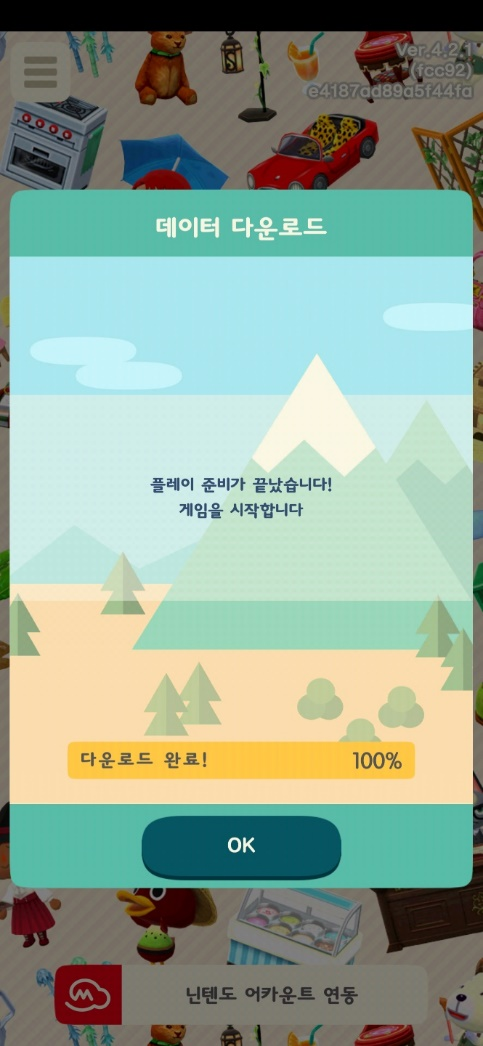 Ver.4.2.1
(fcc92)
e4187ad89a5f44fa
데이터 다운로드
플레이 준비가 끝났습니다!
게임을 시작합니다
다운로드 완료! 100%
OK
닌텐도 어카운트 연동